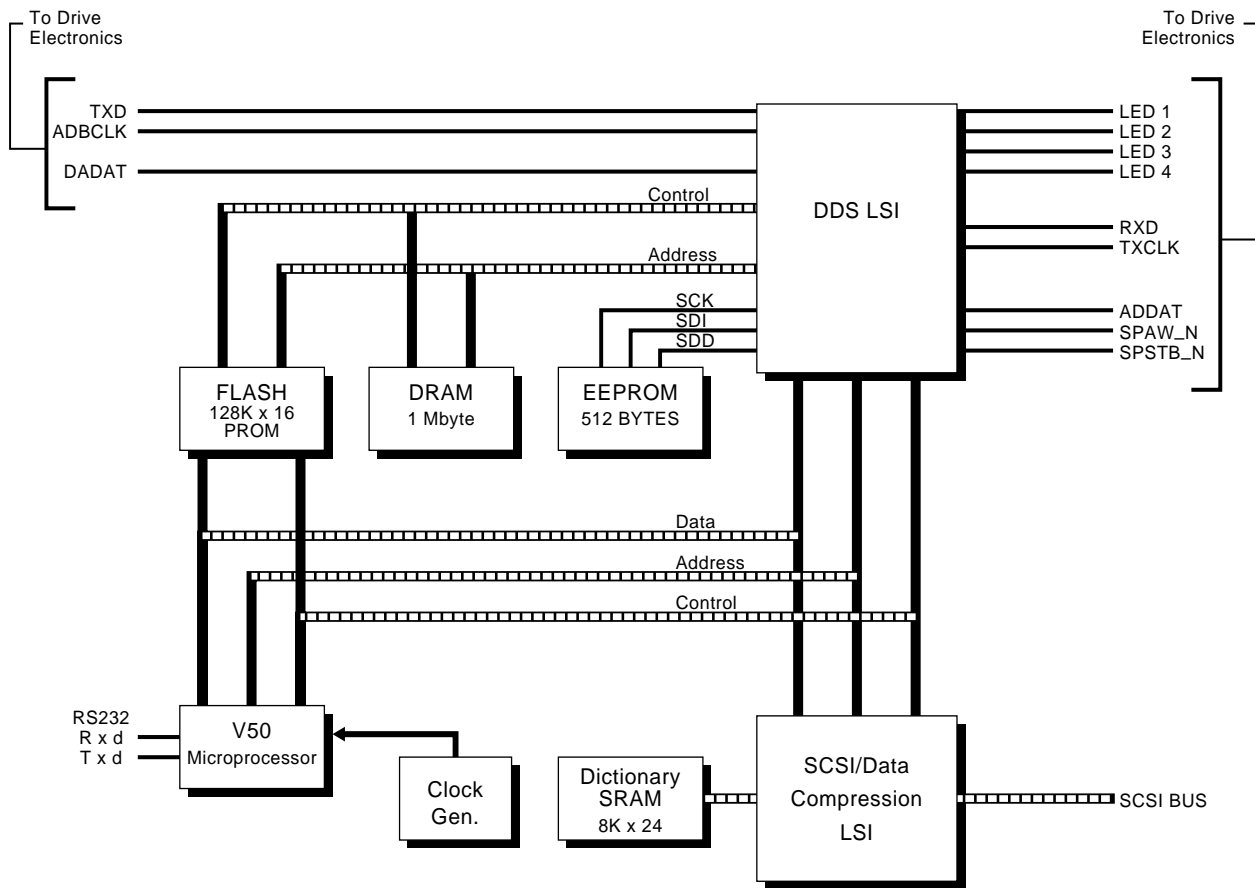 To Drive
Electronics
To Drive
Electronics
TXD
ADBCLK
DADAT
LED 1
LED 2
LED 3
LED 4
Control
DDS LSI
RXD
TXCLK
Address
SCK
SDI
SDD
ADDAT
SPAW_N
SPSTB_N
FLASH
128K x 16
PROM
DRAM
1 Mbyte
EEPROM
512 BYTES
Data
Address
Control
RS232
R x d
T x d
V50
Microprocessor
Clock
Gen.
Dictionary
SRAM
8K x 24
SCSI/Data
Compression
LSI
SCSI BUS